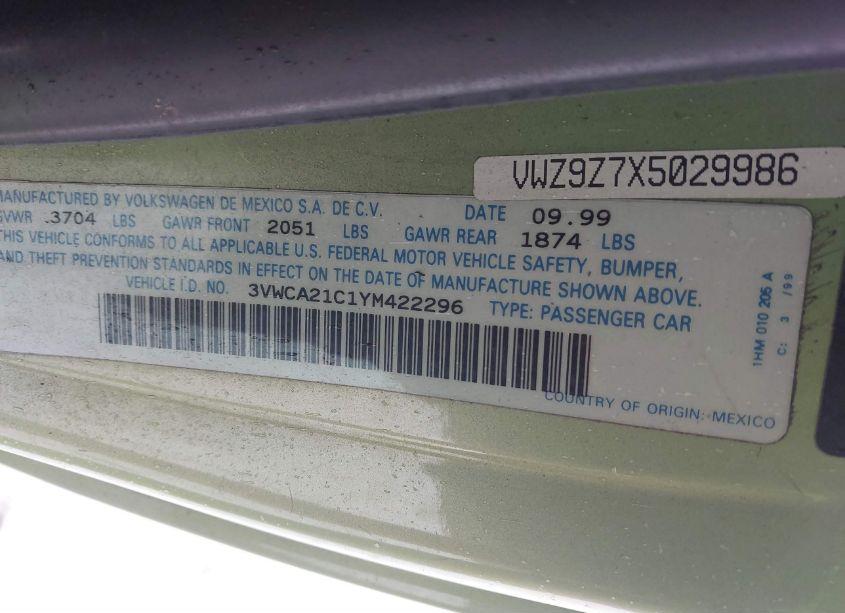 VWZ9Z7X5029986
MANUFACTURED BY VOLKSWAGEN DE MEXICO S.A. DE C.V. DATE 09.99
GVWR 3704 LBS GAWR FRONT 2051 LBS GAWR REAR 1874 LBS
THIS VEHICLE CONFORMS TO ALL APPLICABLE U.S. FEDERAL MOTOR VEHICLE SAFETY, BUMPER,
AND THEFT PREVENTION STANDARDS IN EFFECT ON THE DATE OF MANUFACTURE SHOWN ABOVE.
VEHICLE I.D. NO. 3VWCA21C1YM422296 TYPE: PASSENGER CAR
COUNTRY OF ORIGIN: MEXICO
1HM 010 205 A
C: 3 /99